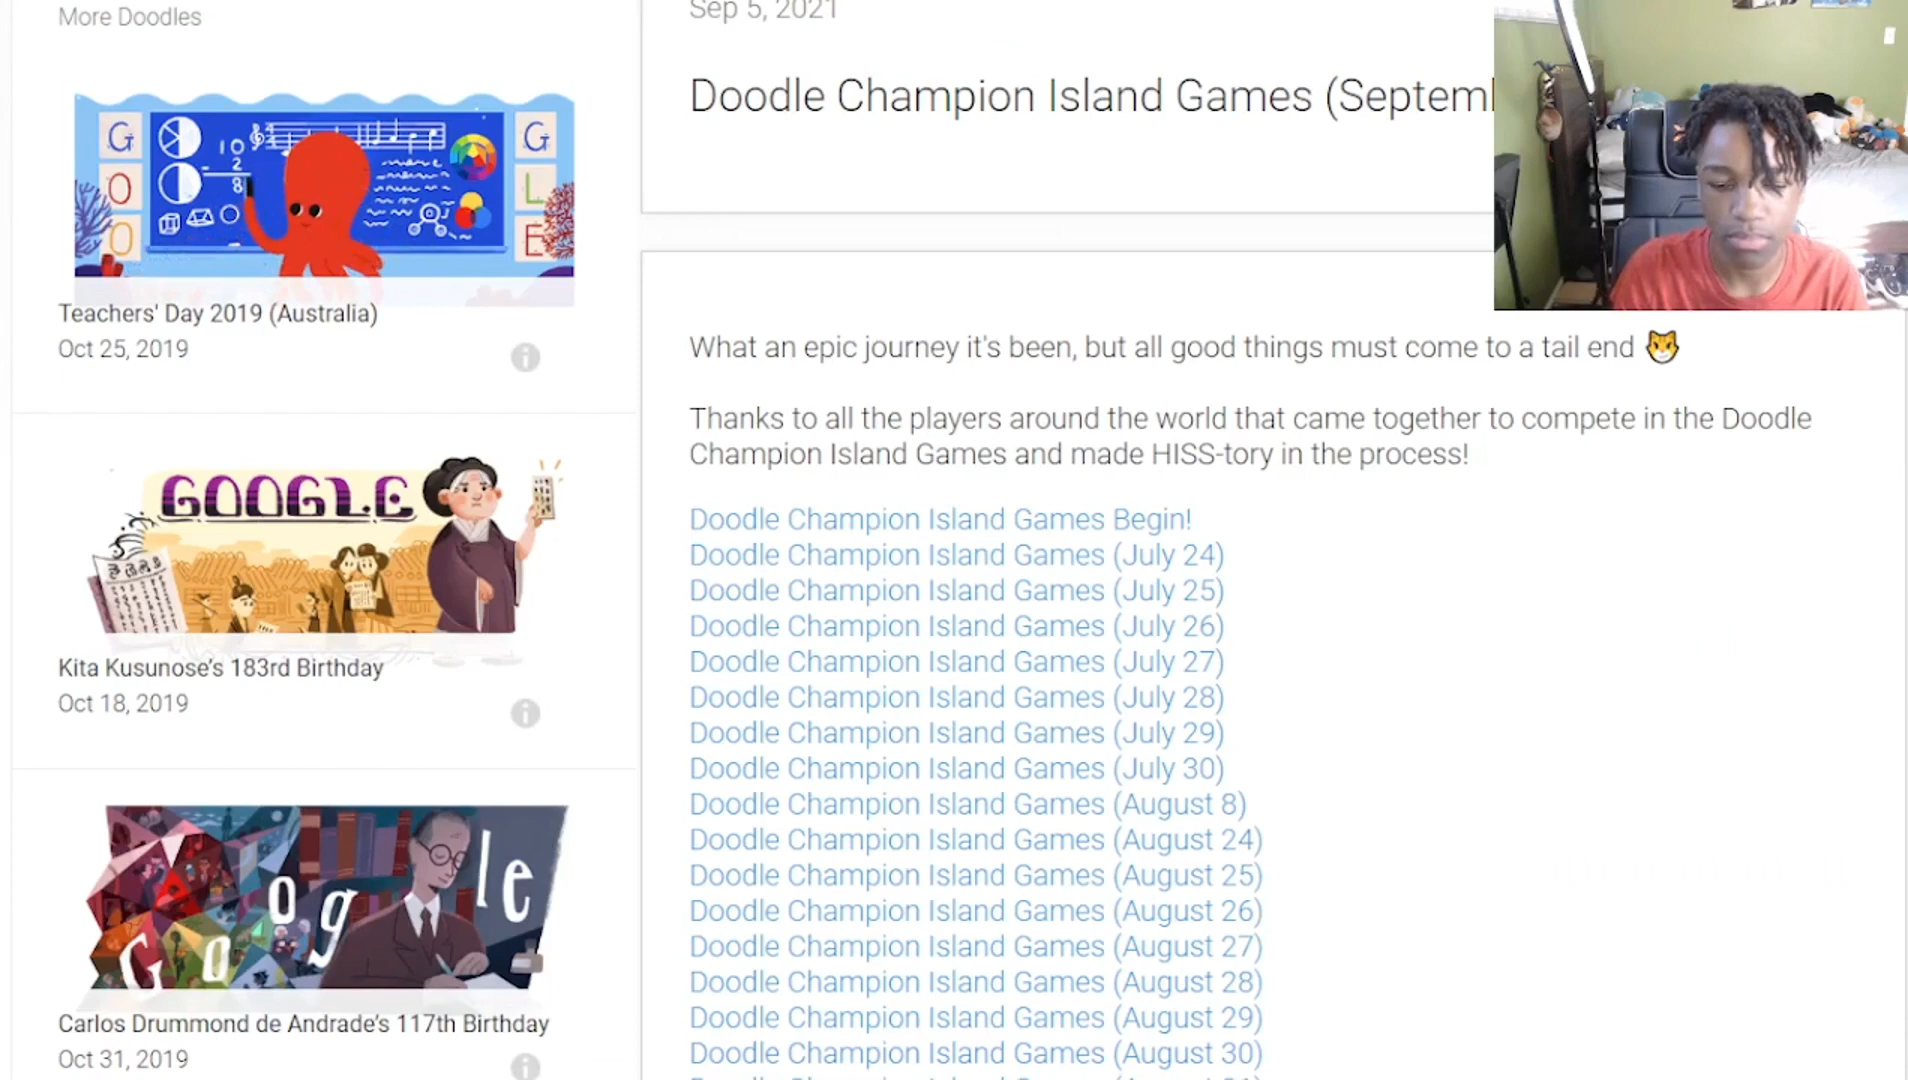 More Doodles
G
O
O
G
L
E
10
2
8
Teachers' Day 2019 (Australia)
Oct 25, 2019
GOOGLE
Kita Kusunose's 183rd Birthday
Oct 18, 2019
Google
Carlos Drummond de Andrade's 117th Birthday
Oct 31, 2019
Sep 5, 2021
Doodle Champion Island Games (Septem
What an epic journey it's been, but all good things must come to a tail end
Thanks to all the players around the world that came together to compete in the Doodle
Champion Island Games and made HISS-tory in the process!
Doodle Champion Island Games Begin!
Doodle Champion Island Games (July 24)
Doodle Champion Island Games (July 25)
Doodle Champion Island Games (July 26)
Doodle Champion Island Games (July 27)
Doodle Champion Island Games (July 28)
Doodle Champion Island Games (July 29)
Doodle Champion Island Games (July 30)
Doodle Champion Island Games (August 8)
Doodle Champion Island Games (August 24)
Doodle Champion Island Games (August 25)
Doodle Champion Island Games (August 26)
Doodle Champion Island Games (August 27)
Doodle Champion Island Games (August 28)
Doodle Champion Island Games (August 29)
Doodle Champion Island Games (August 30)